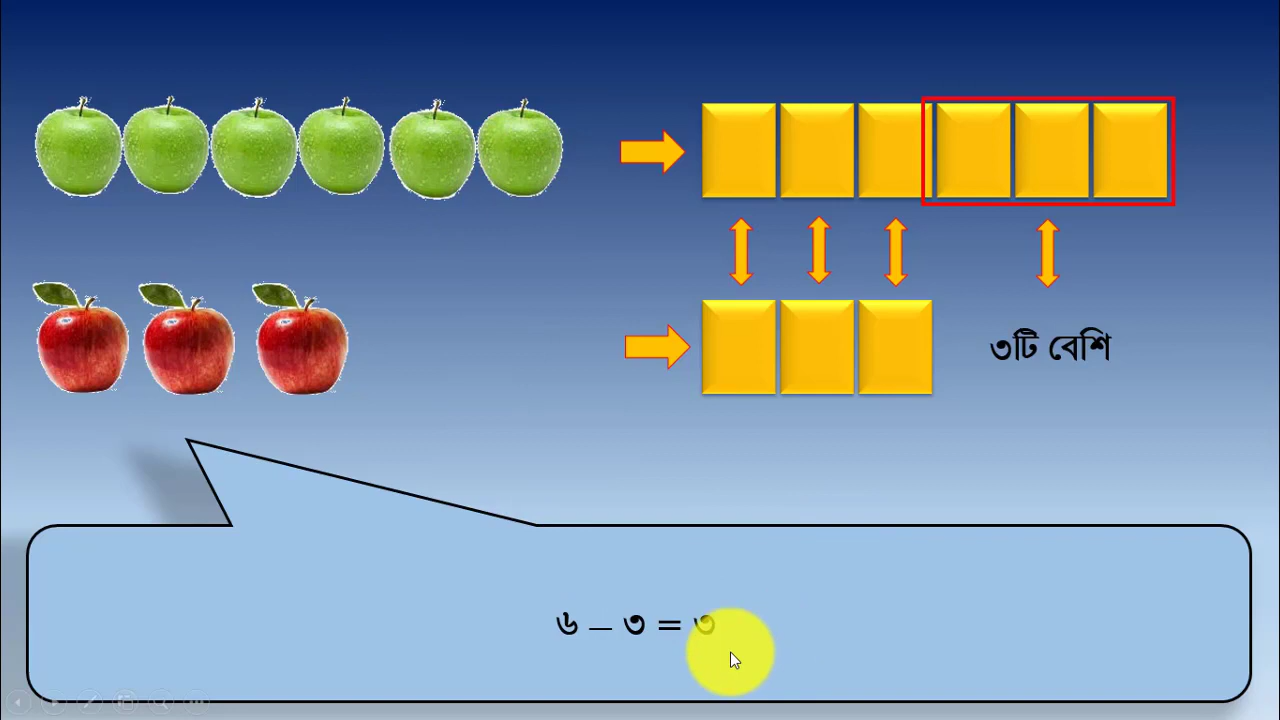 ৩টি বেশি
৬ – ৩ = ৩